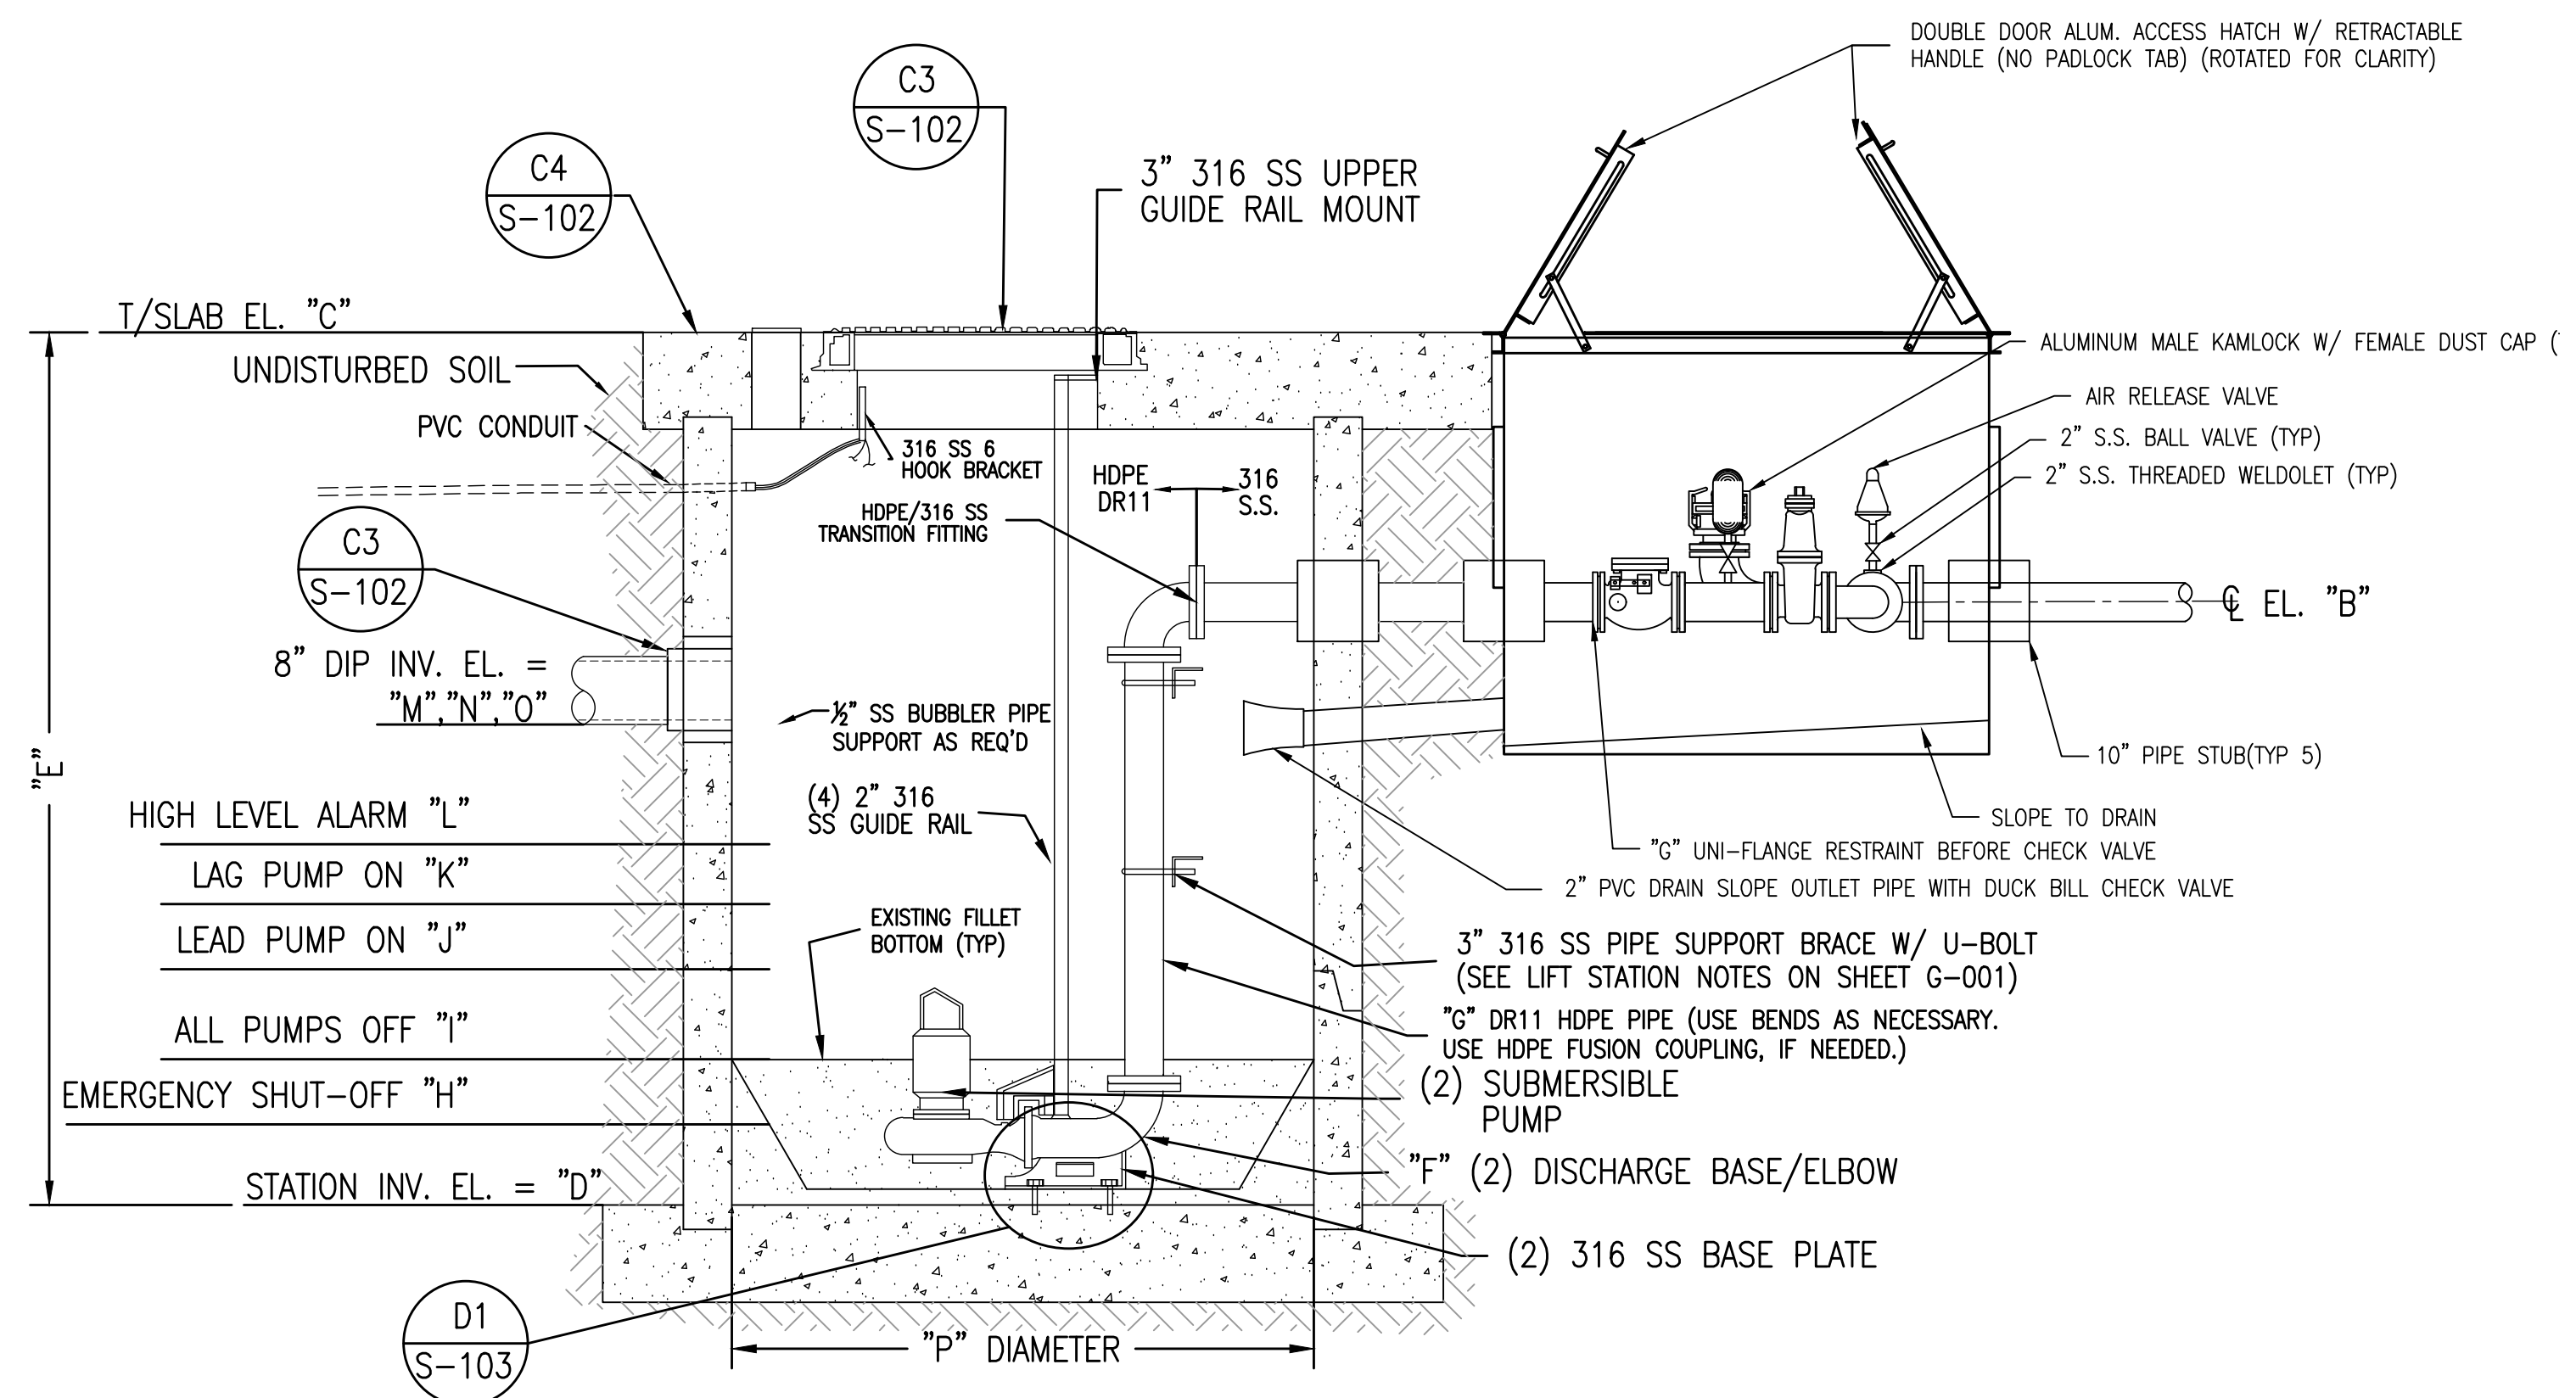 DOUBLE DOOR ALUM. ACCESS HATCH W/ RETRACTABLE
HANDLE (NO PADLOCK TAB) (ROTATED FOR CLARITY)
C3
S-102
C4
S-102
3" 316 SS UPPER
GUIDE RAIL MOUNT
T/SLAB EL. "C"
UNDISTURBED SOIL
PVC CONDUIT
316 SS 6
HOOK BRACKET
HDPE
DR11
316
S.S.
HDPE/316 SS
TRANSITION FITTING
ALUMINUM MALE KAMLOCK W/ FEMALE DUST CAP (
AIR RELEASE VALVE
2" S.S. BALL VALVE (TYP)
2" S.S. THREADED WELDOLET (TYP)
C3
S-102
8" DIP INV. EL. =
"M","N","O"
℄ EL. "B"
½" SS BUBBLER PIPE
SUPPORT AS REQ'D
"E"
10" PIPE STUB(TYP 5)
(4) 2" 316
SS GUIDE RAIL
HIGH LEVEL ALARM "L"
SLOPE TO DRAIN
"G" UNI-FLANGE RESTRAINT BEFORE CHECK VALVE
LAG PUMP ON "K"
2" PVC DRAIN SLOPE OUTLET PIPE WITH DUCK BILL CHECK VALVE
EXISTING FILLET
BOTTOM (TYP)
LEAD PUMP ON "J"
3" 316 SS PIPE SUPPORT BRACE W/ U-BOLT
(SEE LIFT STATION NOTES ON SHEET G-001)
ALL PUMPS OFF "I"
"G" DR11 HDPE PIPE (USE BENDS AS NECESSARY.
USE HDPE FUSION COUPLING, IF NEEDED.)
EMERGENCY SHUT-OFF "H"
(2) SUBMERSIBLE
PUMP
"F" (2) DISCHARGE BASE/ELBOW
STATION INV. EL. = "D"
(2) 316 SS BASE PLATE
D1
S-103
"P" DIAMETER